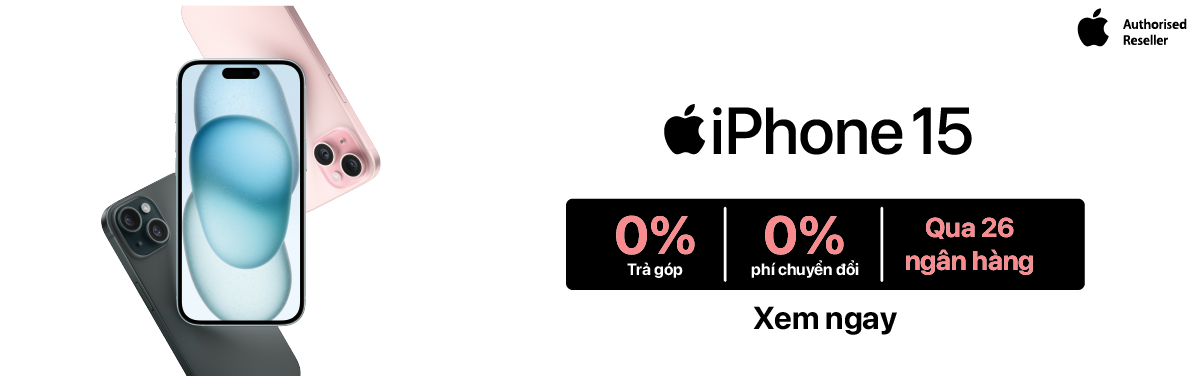 Authorised
Reseller
iPhone 15
0%
Trả góp
0%
phí chuyển đổi
Qua 26
ngân hàng
Xem ngay